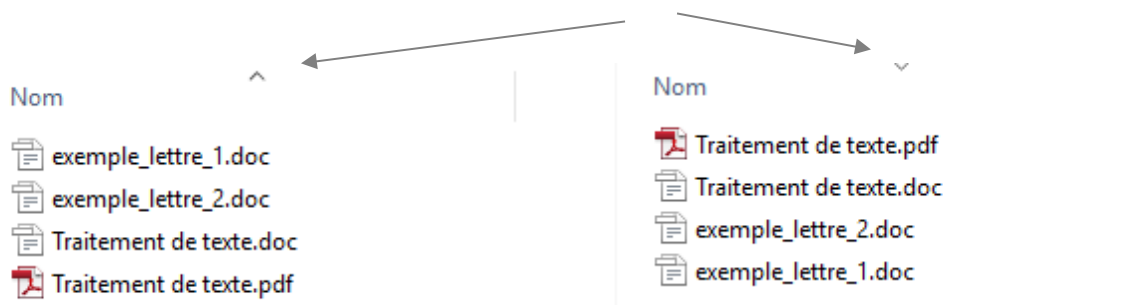 Nom
exemple_lettre_1.doc
exemple_lettre_2.doc
Traitement de texte.doc
Traitement de texte.pdf
Nom
Traitement de texte.pdf
Traitement de texte.doc
exemple_lettre_2.doc
exemple_lettre_1.doc